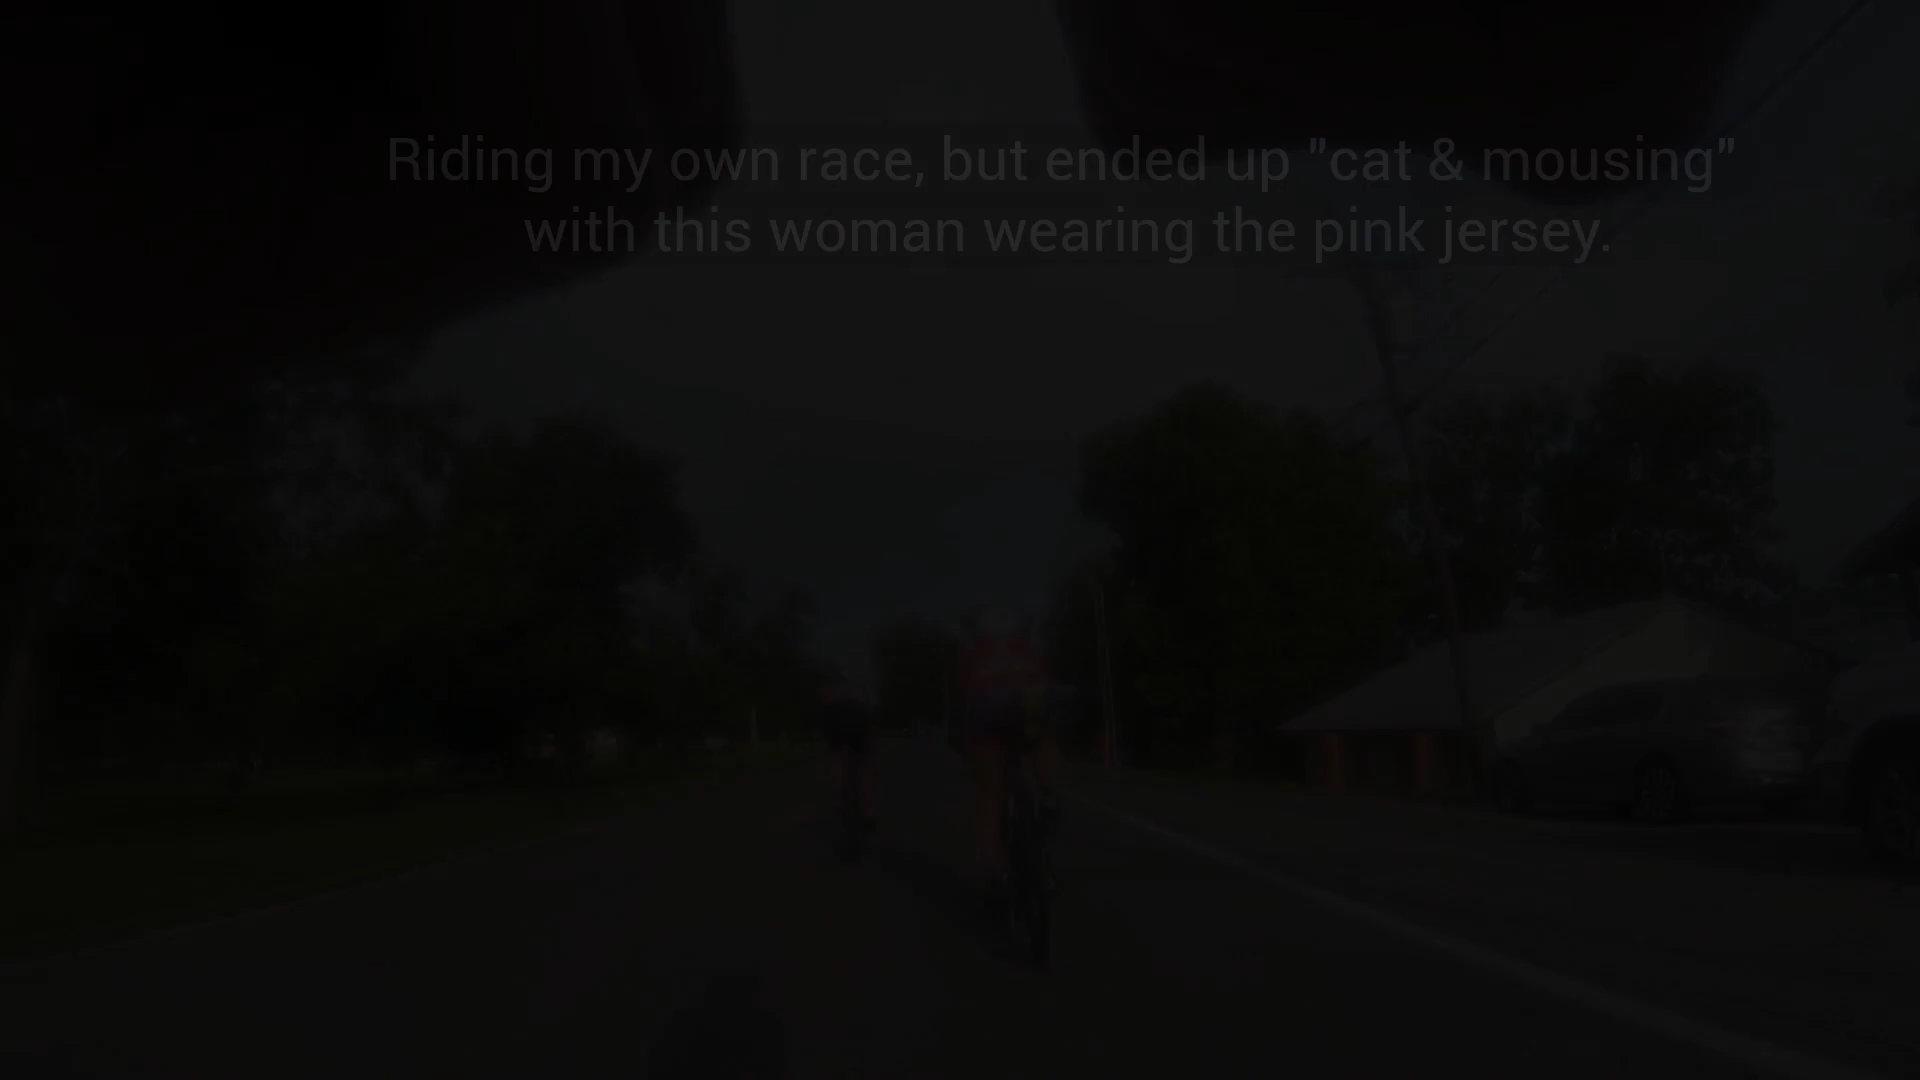 Riding my own race, but ended up "cat & mousing"
with this woman wearing the pink jersey.